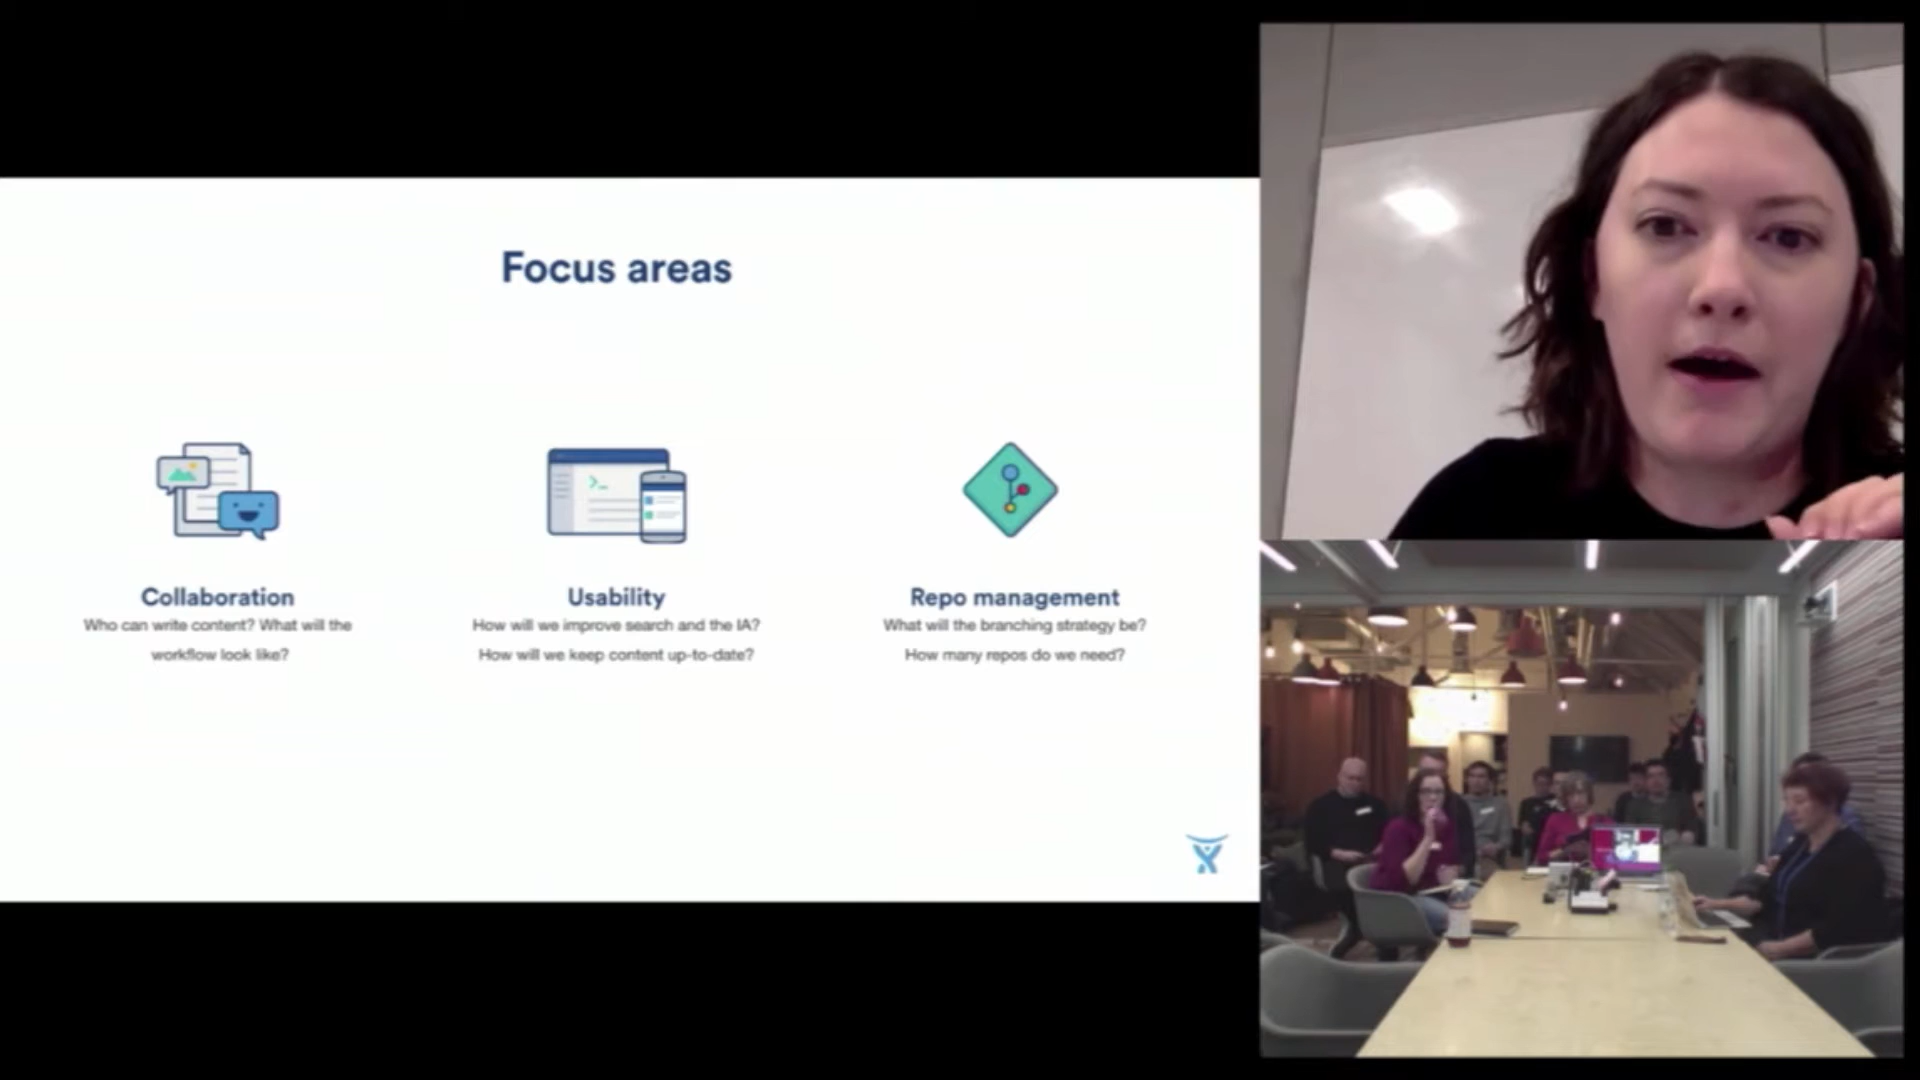 Focus areas
Collaboration
Who can write content? What will the
workflow look like?
Usability
How will we improve search and the IA?
How will we keep content up-to-date?
Repo management
What will the branching strategy be?
How many repos do we need?